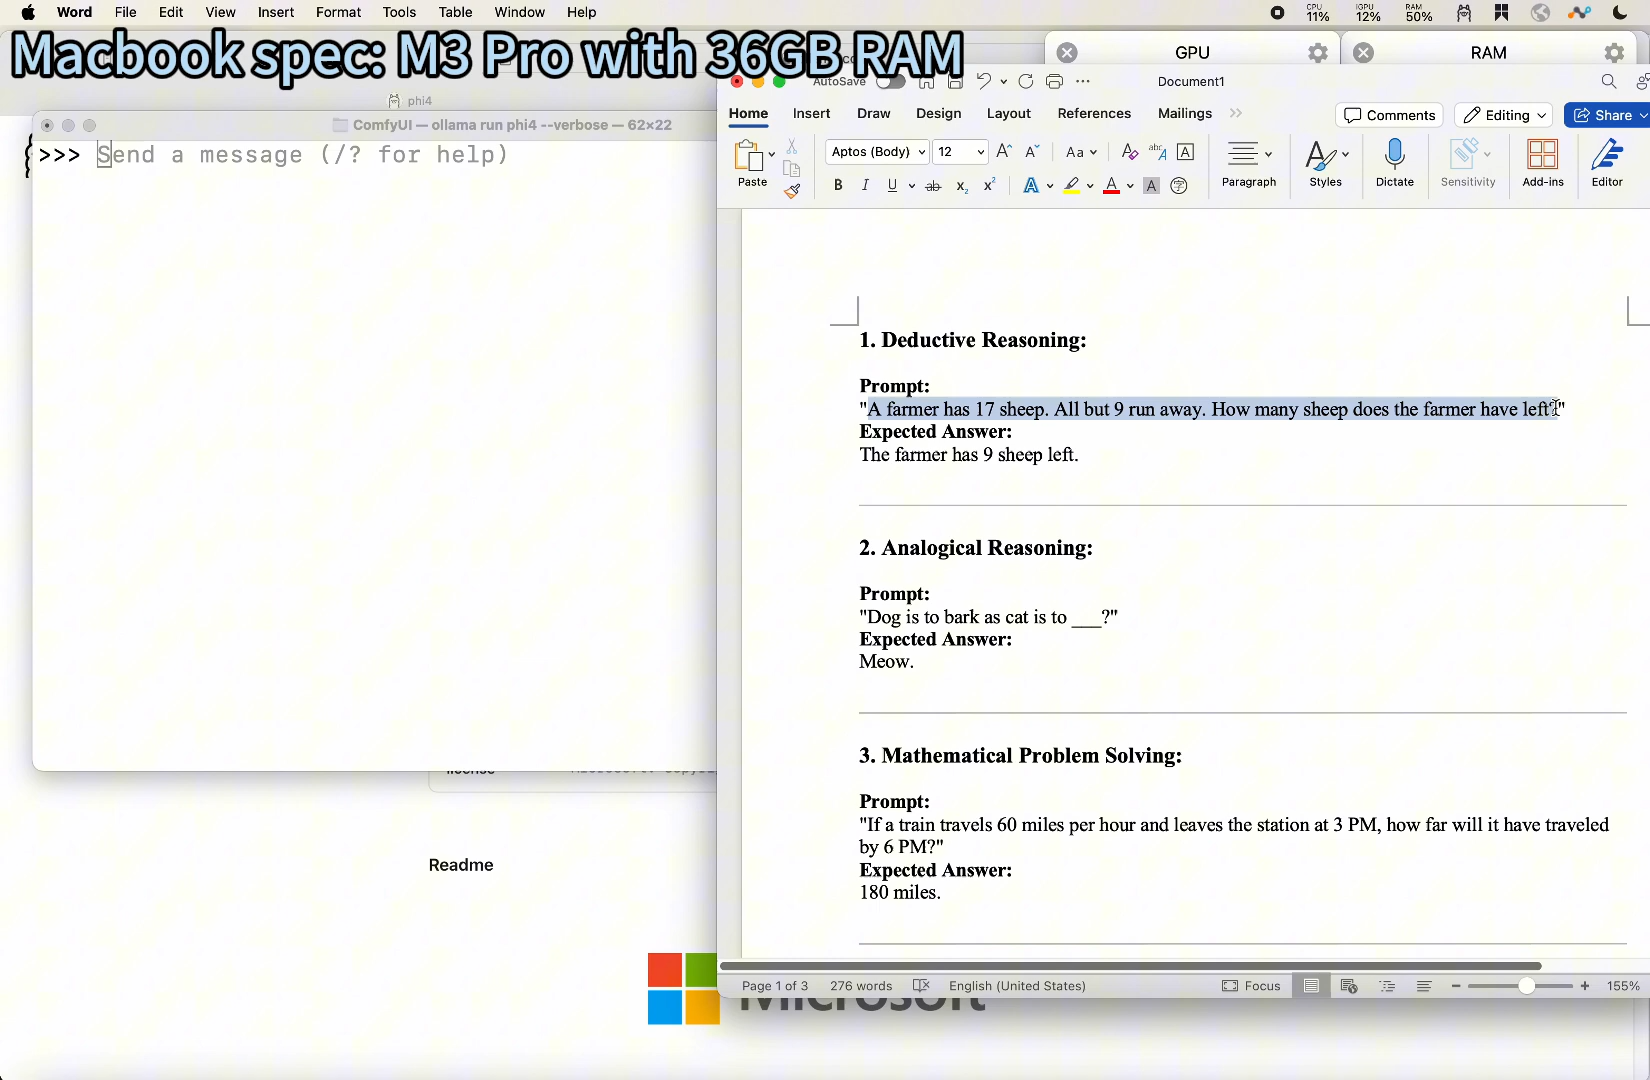 Word File Edit View Insert Format Tools Table Window Help
CPU 11% IGPU 12% RAM 50%
Macbook spec: M3 Pro with 36GB RAM
GPU RAM
AutoSave Document1
phi4
Home Insert Draw Design Layout References Mailings Comments Editing Share
ComfyUI — ollama run phi4 --verbose — 62×22
>>> Send a message (/? for help)
Aptos (Body) 12 Aa
Paste Paragraph Styles Dictate Sensitivity Add-ins Editor
1. Deductive Reasoning:
Prompt:
"A farmer has 17 sheep. All but 9 run away. How many sheep does the farmer have left?"
Expected Answer:
The farmer has 9 sheep left.
2. Analogical Reasoning:
Prompt:
"Dog is to bark as cat is to ___?"
Expected Answer:
Meow.
3. Mathematical Problem Solving:
Prompt:
"If a train travels 60 miles per hour and leaves the station at 3 PM, how far will it have traveled
by 6 PM?"
Expected Answer:
180 miles.
Readme
Page 1 of 3 276 words English (United States) Focus 155%
Microsoft